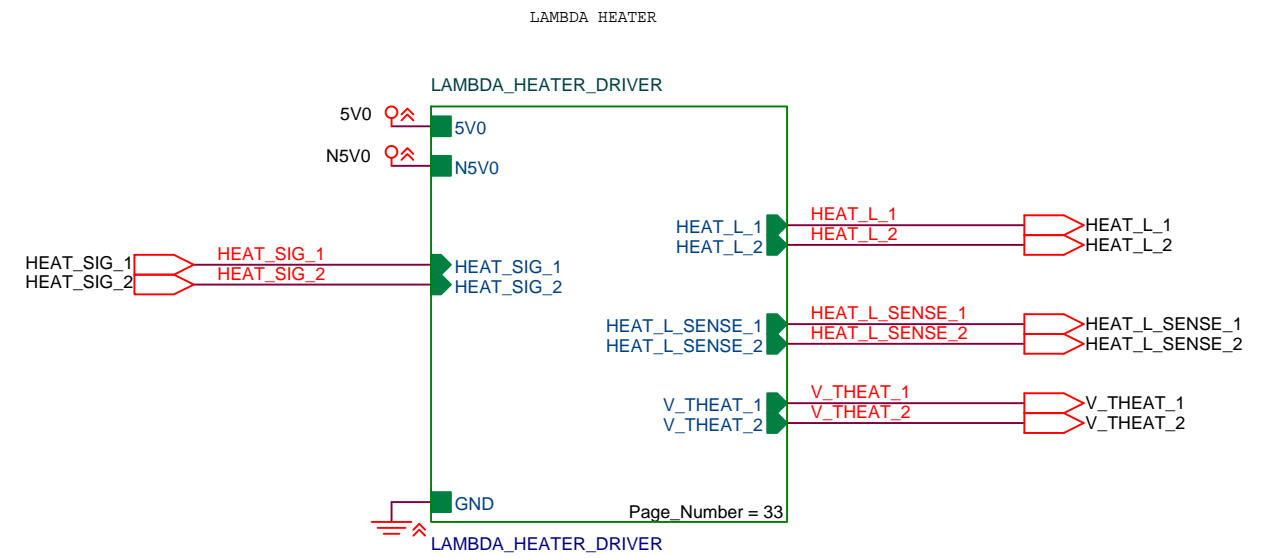 LAMBDA HEATER
LAMBDA_HEATER_DRIVER
5V0
5V0
N5V0
N5V0
HEAT_L_1
HEAT_L_1
HEAT_L_1
HEAT_L_2
HEAT_L_2
HEAT_L_2
HEAT_SIG_1
HEAT_SIG_1
HEAT_SIG_1
HEAT_SIG_2
HEAT_SIG_2
HEAT_SIG_2
HEAT_L_SENSE_1
HEAT_L_SENSE_1
HEAT_L_SENSE_1
HEAT_L_SENSE_2
HEAT_L_SENSE_2
HEAT_L_SENSE_2
V_THEAT_1
V_THEAT_1
V_THEAT_1
V_THEAT_2
V_THEAT_2
V_THEAT_2
GND
Page_Number = 33
LAMBDA_HEATER_DRIVER